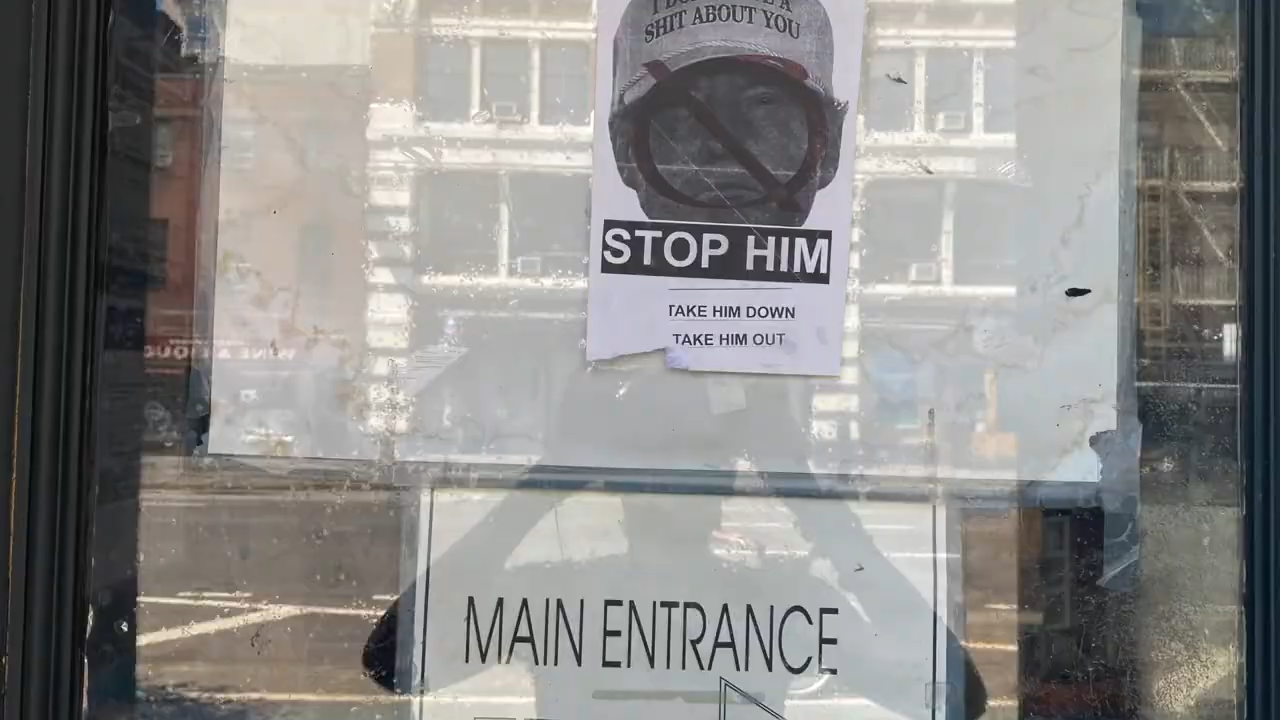 SHIT ABOUT YOU
STOP HIM
TAKE HIM DOWN
TAKE HIM OUT
MAIN ENTRANCE